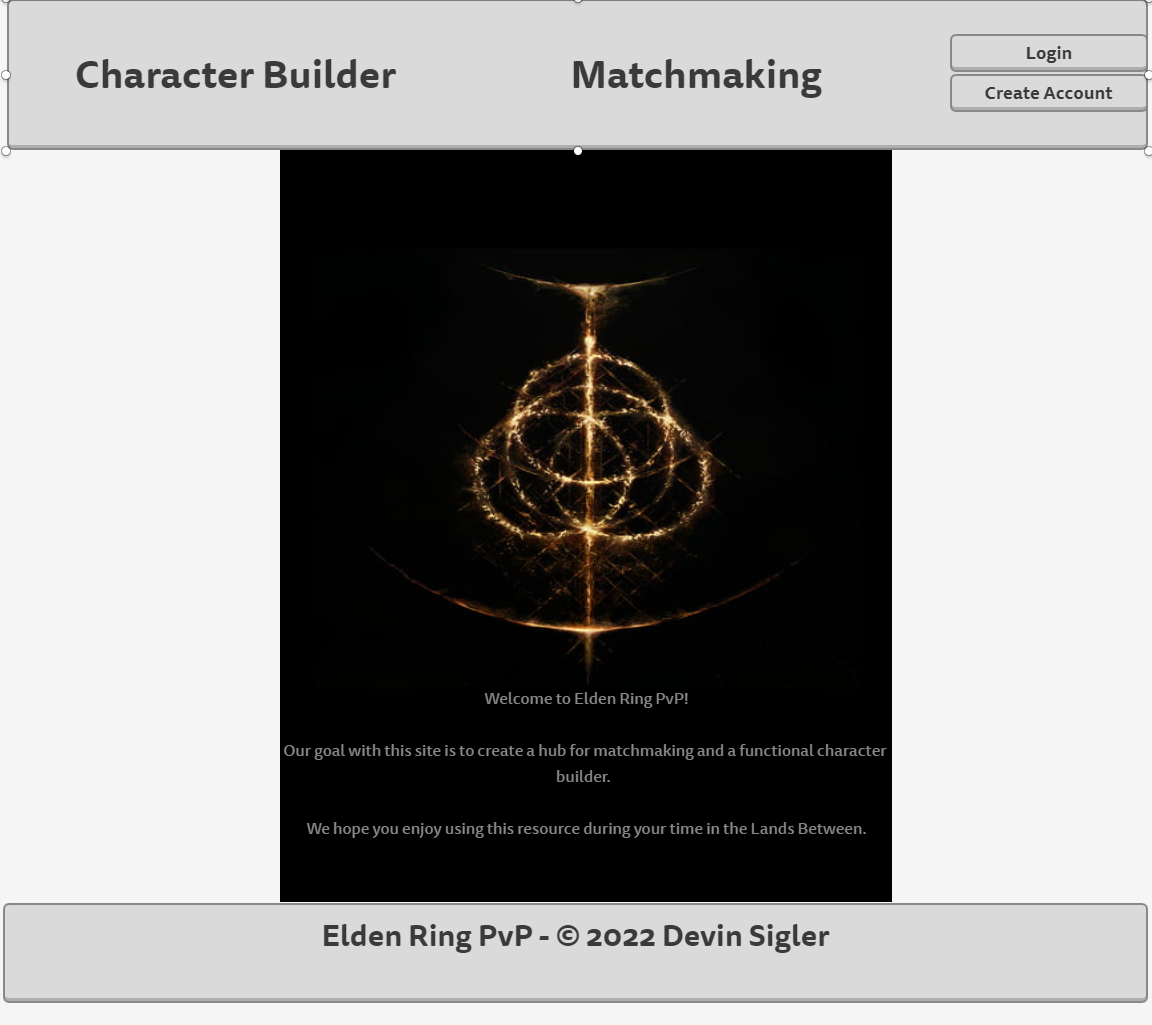 Character Builder
Matchmaking
Login
Create Account
Welcome to Elden Ring PvP!
Our goal with this site is to create a hub for matchmaking and a functional character
builder.
We hope you enjoy using this resource during your time in the Lands Between.
Elden Ring PvP - © 2022 Devin Sigler